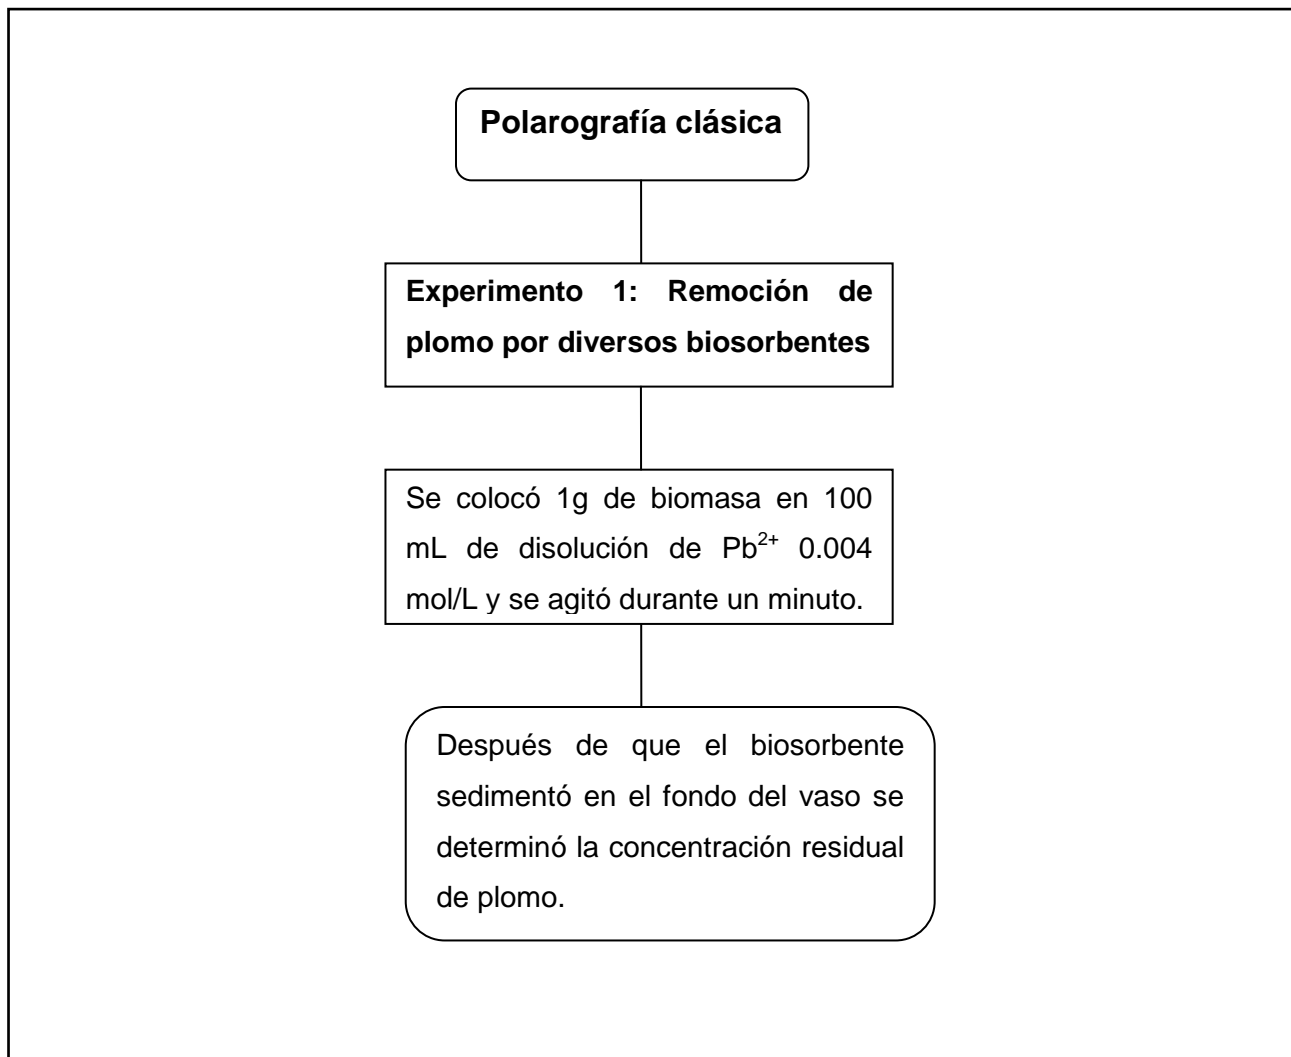 Polarografía clásica
Experimento 1: Remoción de
plomo por diversos biosorbentes
Se colocó 1g de biomasa en 100
mL de disolución de Pb²⁺ 0.004
mol/L y se agitó durante un minuto.
Después de que el biosorbente
sedimentó en el fondo del vaso se
determinó la concentración residual
de plomo.